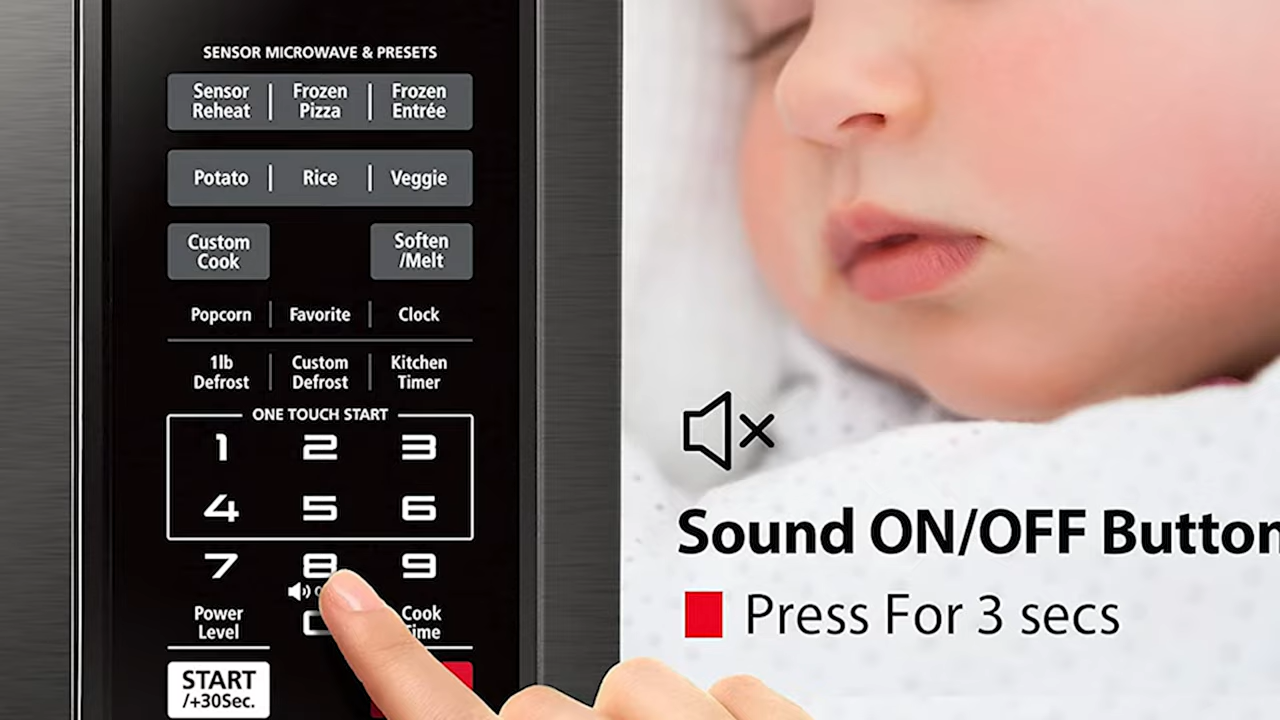 SENSOR MICROWAVE & PRESETS
Sensor Reheat
Frozen Pizza
Frozen Entrée
Potato
Rice
Veggie
Custom Cook
Soften /Melt
Popcorn
Favorite
Clock
1lb Defrost
Custom Defrost
Kitchen Timer
ONE TOUCH START
1 2 3
4 5 6
7 8 9
Power Level
Cook
START
/+30Sec.
Sound ON/OFF Button
Press For 3 secs